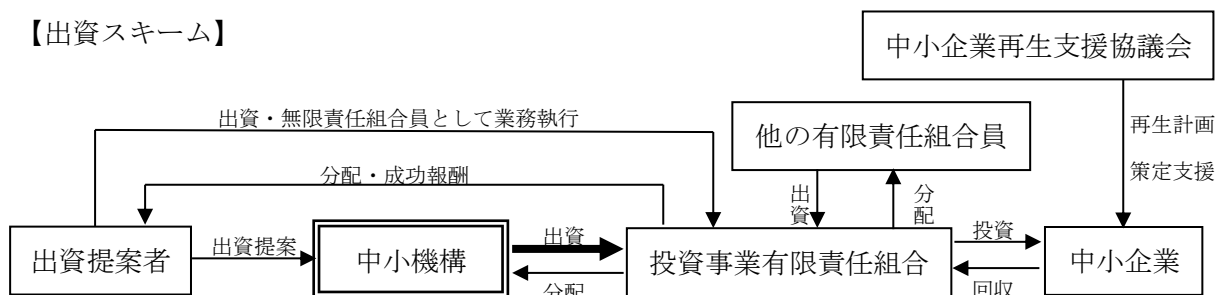 【出資スキーム】
中小企業再生支援協議会
出資・無限責任組合員として業務執行
他の有限責任組合員
再生計画
策定支援
分配・成功報酬
出資
分配
出資提案者
出資提案
中小機構
出資
分配
投資事業有限責任組合
投資
回収
中小企業